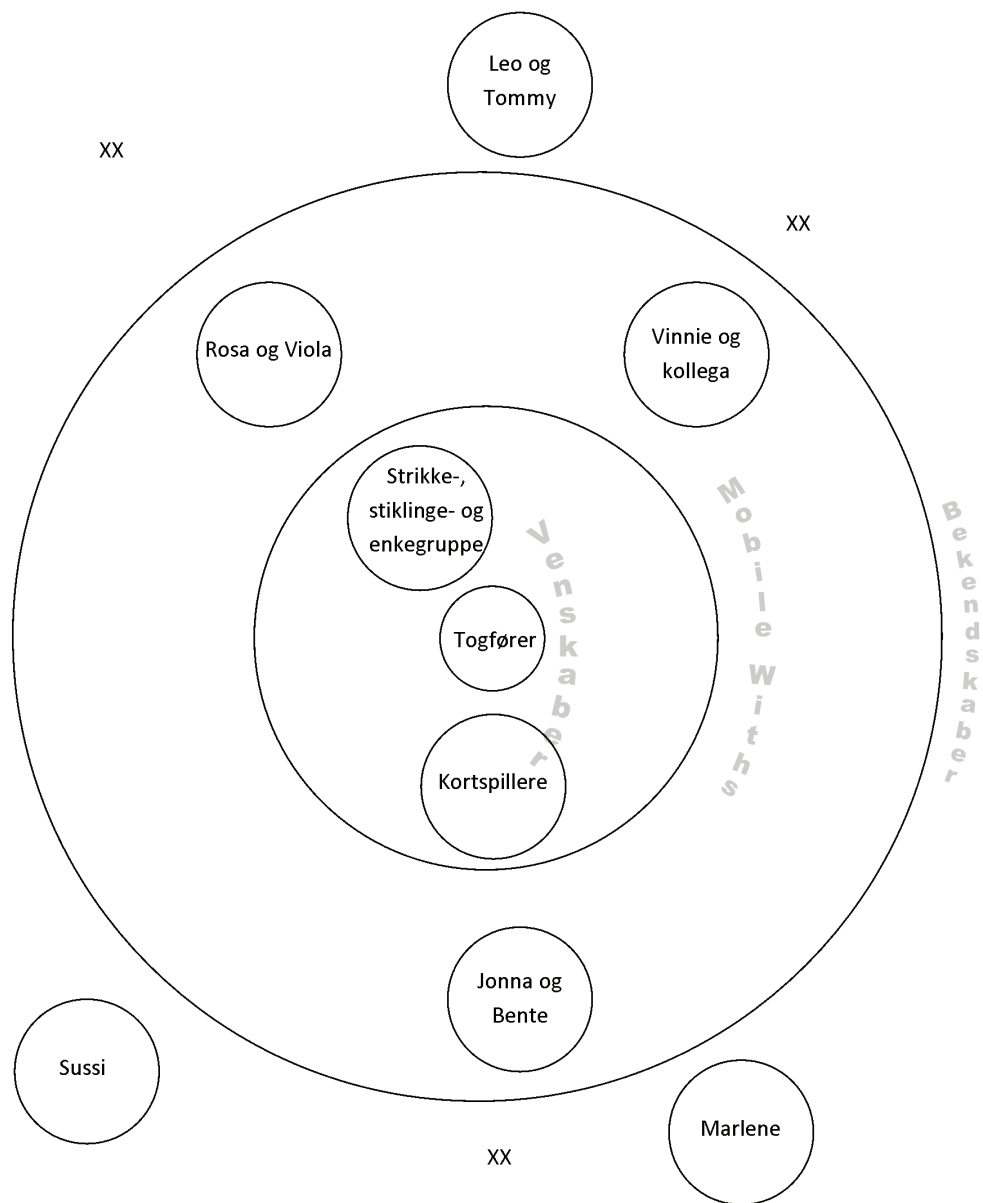 Leo og
Tommy
XX
XX
Rosa og Viola
Vinnie og
kollega
Strikke-,
stiklinge- og
enkegruppe
Venskaber
Mobile Withs
Bekendskaber
Togfører
Kortspillere
Jonna og
Bente
Sussi
Marlene
XX